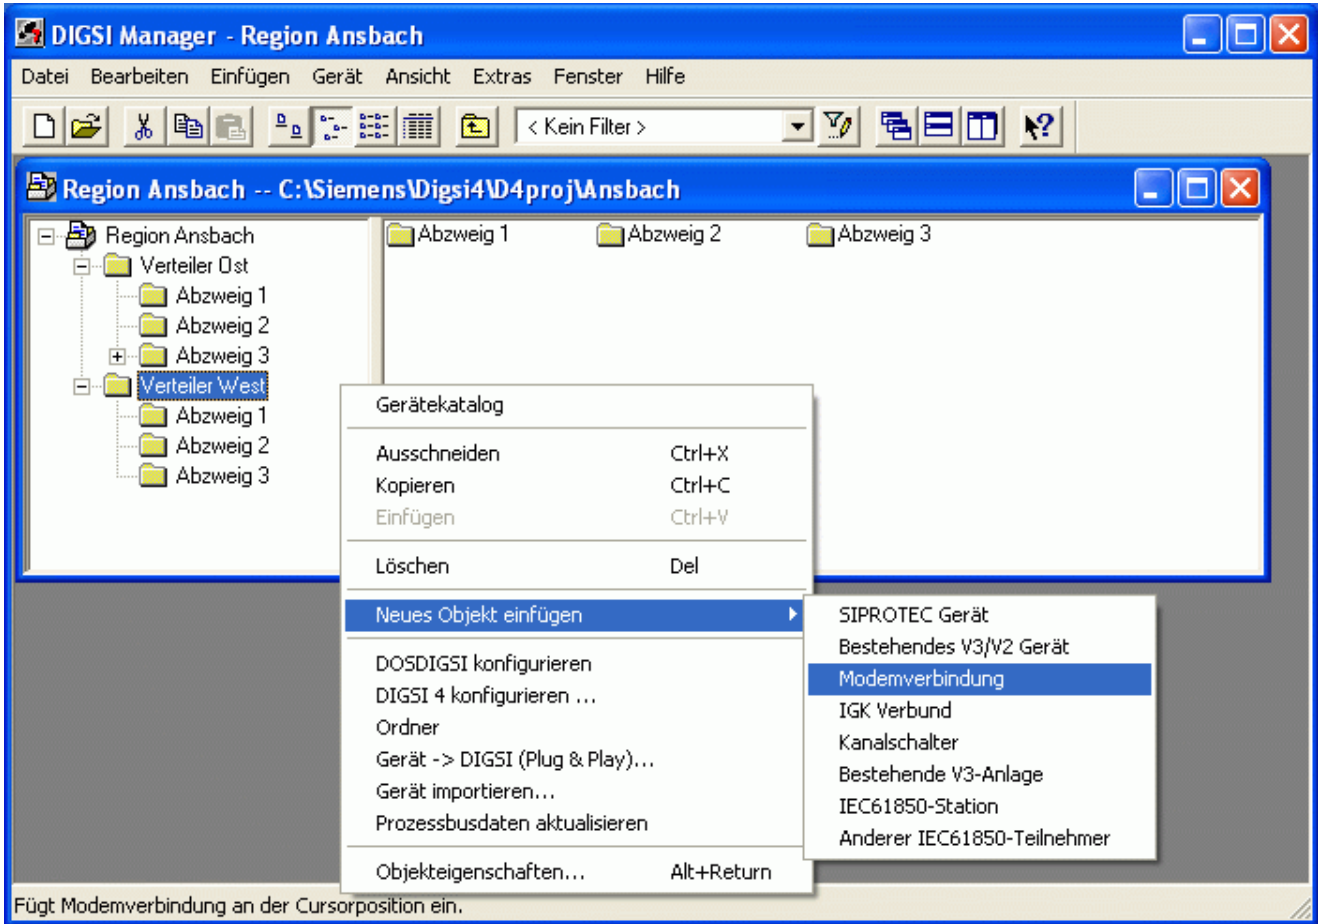 DIGSI Manager - Region Ansbach
Datei Bearbeiten Einfügen Gerät Ansicht Extras Fenster Hilfe
< Kein Filter >
Region Ansbach -- C:\Siemens\Digsi4\D4proj\Ansbach
Region Ansbach
Verteiler Ost
Abzweig 1
Abzweig 2
Abzweig 3
Verteiler West
Abzweig 1
Abzweig 2
Abzweig 3
Abzweig 1 Abzweig 2 Abzweig 3
Gerätekatalog
Ausschneiden Ctrl+X
Kopieren Ctrl+C
Einfügen Ctrl+V
Löschen Del
Neues Objekt einfügen
DOSDIGSI konfigurieren
DIGSI 4 konfigurieren ...
Ordner
Gerät -> DIGSI (Plug & Play)...
Gerät importieren...
Prozessbusdaten aktualisieren
Objekteigenschaften... Alt+Return
SIPROTEC Gerät
Bestehendes V3/V2 Gerät
Modemverbindung
IGK Verbund
Kanalschalter
Bestehende V3-Anlage
IEC61850-Station
Anderer IEC61850-Teilnehmer
Fügt Modemverbindung an der Cursorposition ein.